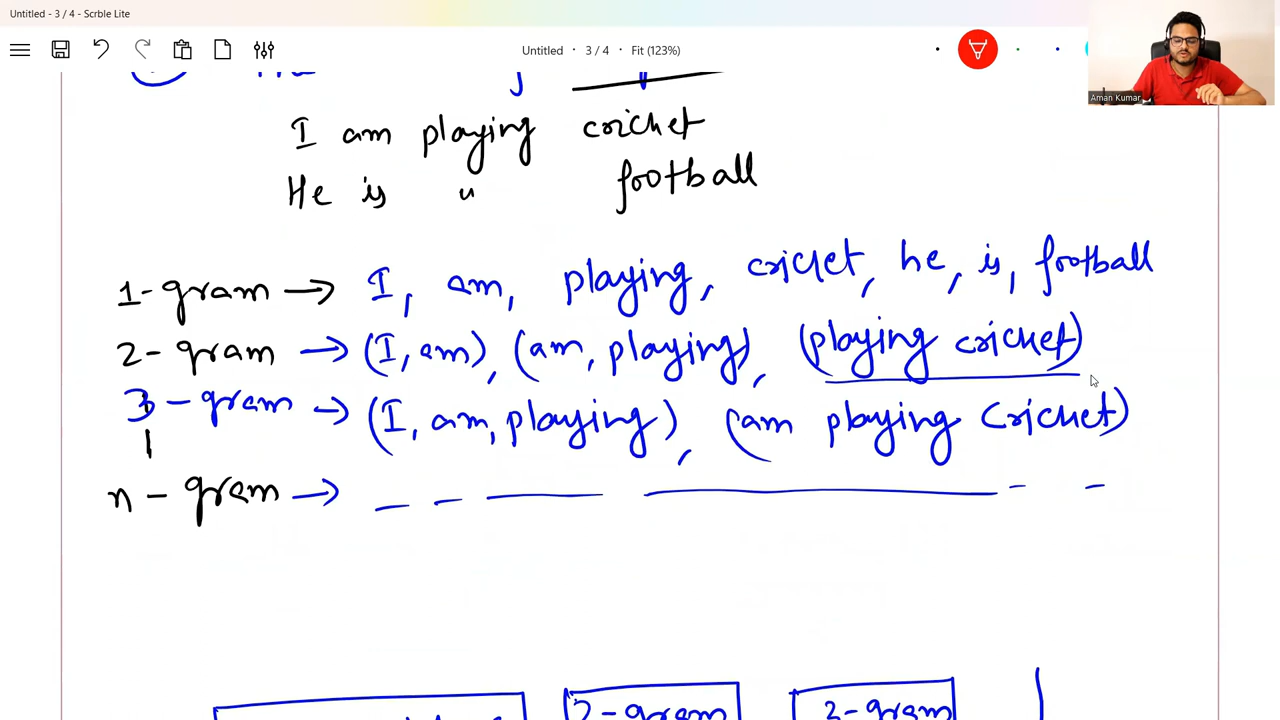 Untitled - 3 / 4 - Scrble Lite
Untitled • 3 / 4 • Fit (123%)
Aman Kumar
I am playing cricket
He is " football
1-gram → I, am, playing, cricket, he, is, football
2-gram → (I, am), (am, playing), (playing cricket)
3-gram → (I, am, playing), (am playing cricket)
n-gram →
2-gram 3-gram